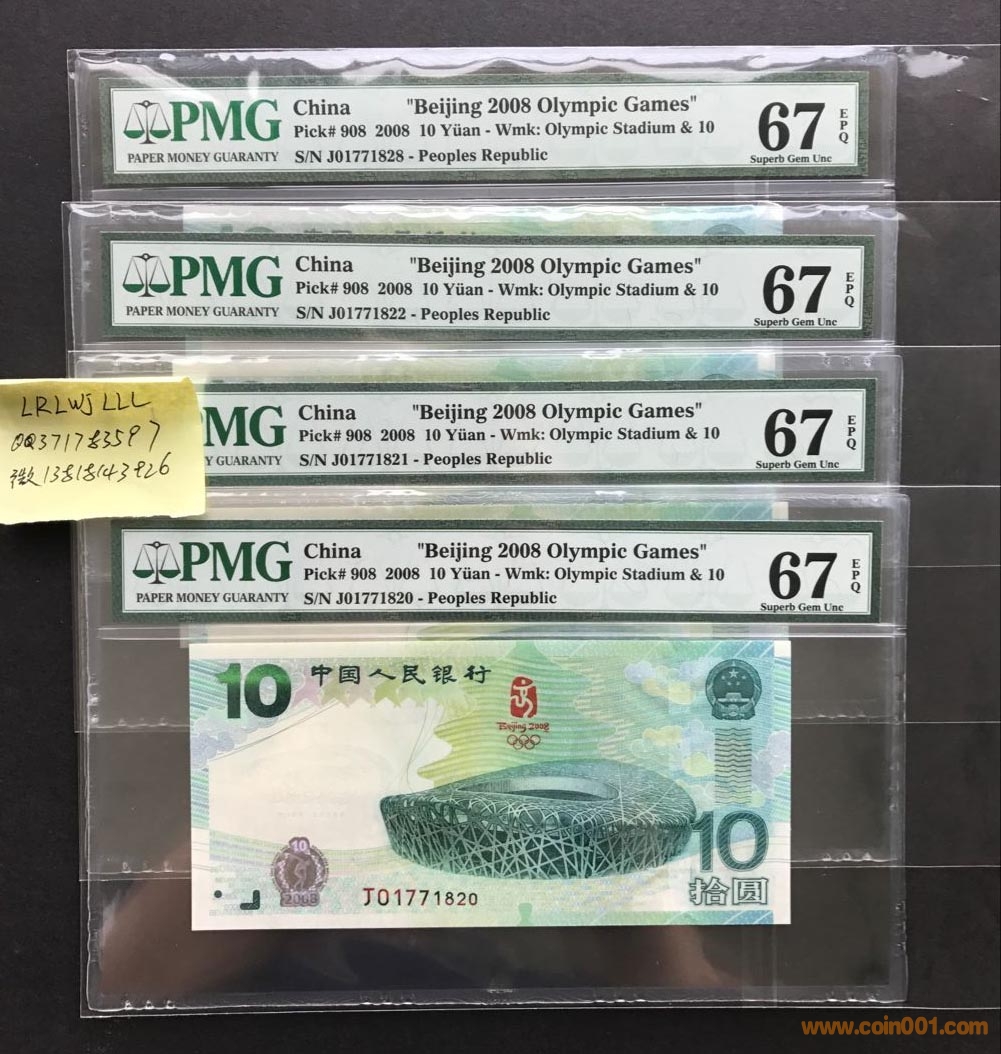 PMG
PAPER MONEY GUARANTY
China "Beijing 2008 Olympic Games"
Pick# 908 2008 10 Yüan - Wmk: Olympic Stadium & 10
S/N J01771828 - Peoples Republic
67
EPQ
Superb Gem Unc
PMG
PAPER MONEY GUARANTY
China "Beijing 2008 Olympic Games"
Pick# 908 2008 10 Yüan - Wmk: Olympic Stadium & 10
S/N J01771822 - Peoples Republic
67
EPQ
Superb Gem Unc
LRLWJLLL
QQ371783597
微13818143926
MG
Y GUARANTY
China "Beijing 2008 Olympic Games"
Pick# 908 2008 10 Yüan - Wmk: Olympic Stadium & 10
S/N J01771821 - Peoples Republic
67
EPQ
Superb Gem Unc
PMG
PAPER MONEY GUARANTY
China "Beijing 2008 Olympic Games"
Pick# 908 2008 10 Yüan - Wmk: Olympic Stadium & 10
S/N J01771820 - Peoples Republic
67
EPQ
Superb Gem Unc
10 中国人民银行
Beijing 2008
10
2008
J01771820
10
拾圆
www.coin001.com